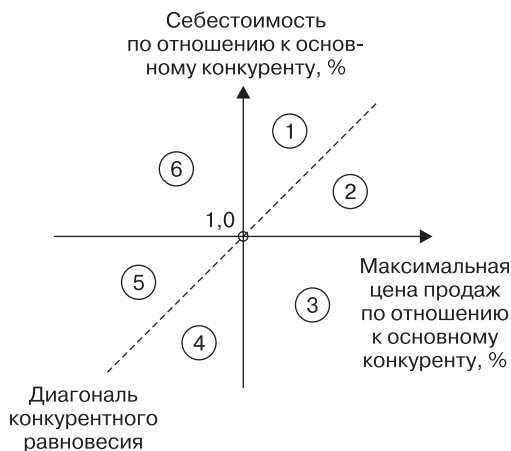 Себестоимость
по отношению к основ-
ному конкуренту, %
1
6
2
1,0
Максимальная
цена продаж
по отношению
к основному
конкуренту, %
5
3
4
Диагональ
конкурентного
равновесия